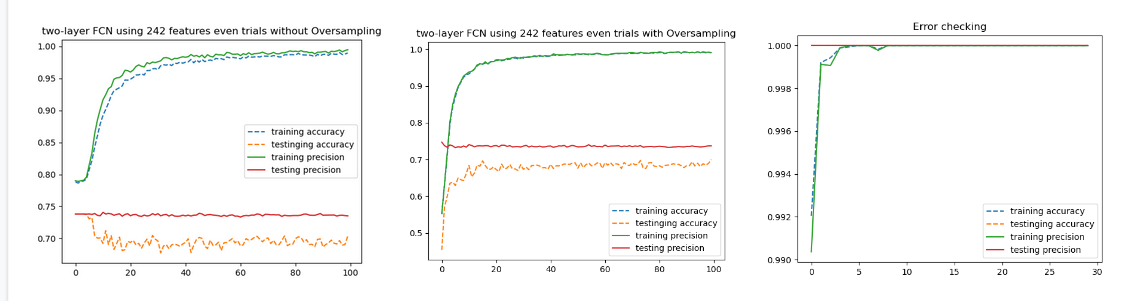 two-layer FCN using 242 features even trials without Oversampling
1.00
0.95
0.90
0.85
0.80
0.75
0.70
0 20 40 60 80 100
training accuracy
testinging accuracy
training precision
testing precision
two-layer FCN using 242 features even trials with Oversampling
1.0
0.9
0.8
0.7
0.6
0.5
0 20 40 60 80 100
training accuracy
testinging accuracy
training precision
testing precision
Error checking
1.000
0.998
0.996
0.994
0.992
0.990
0 5 10 15 20 25 30
training accuracy
testinging accuracy
training precision
testing precision